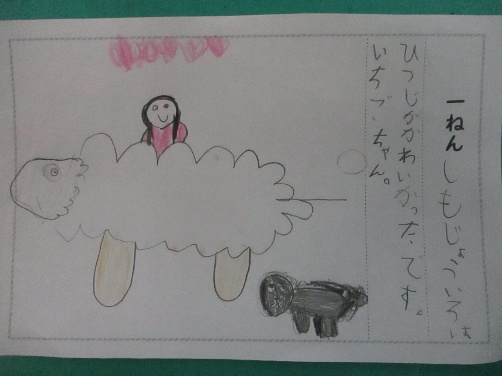 一ねん しもじょういろは
ひつじがかわいかったです。
いちご、ちゃん。